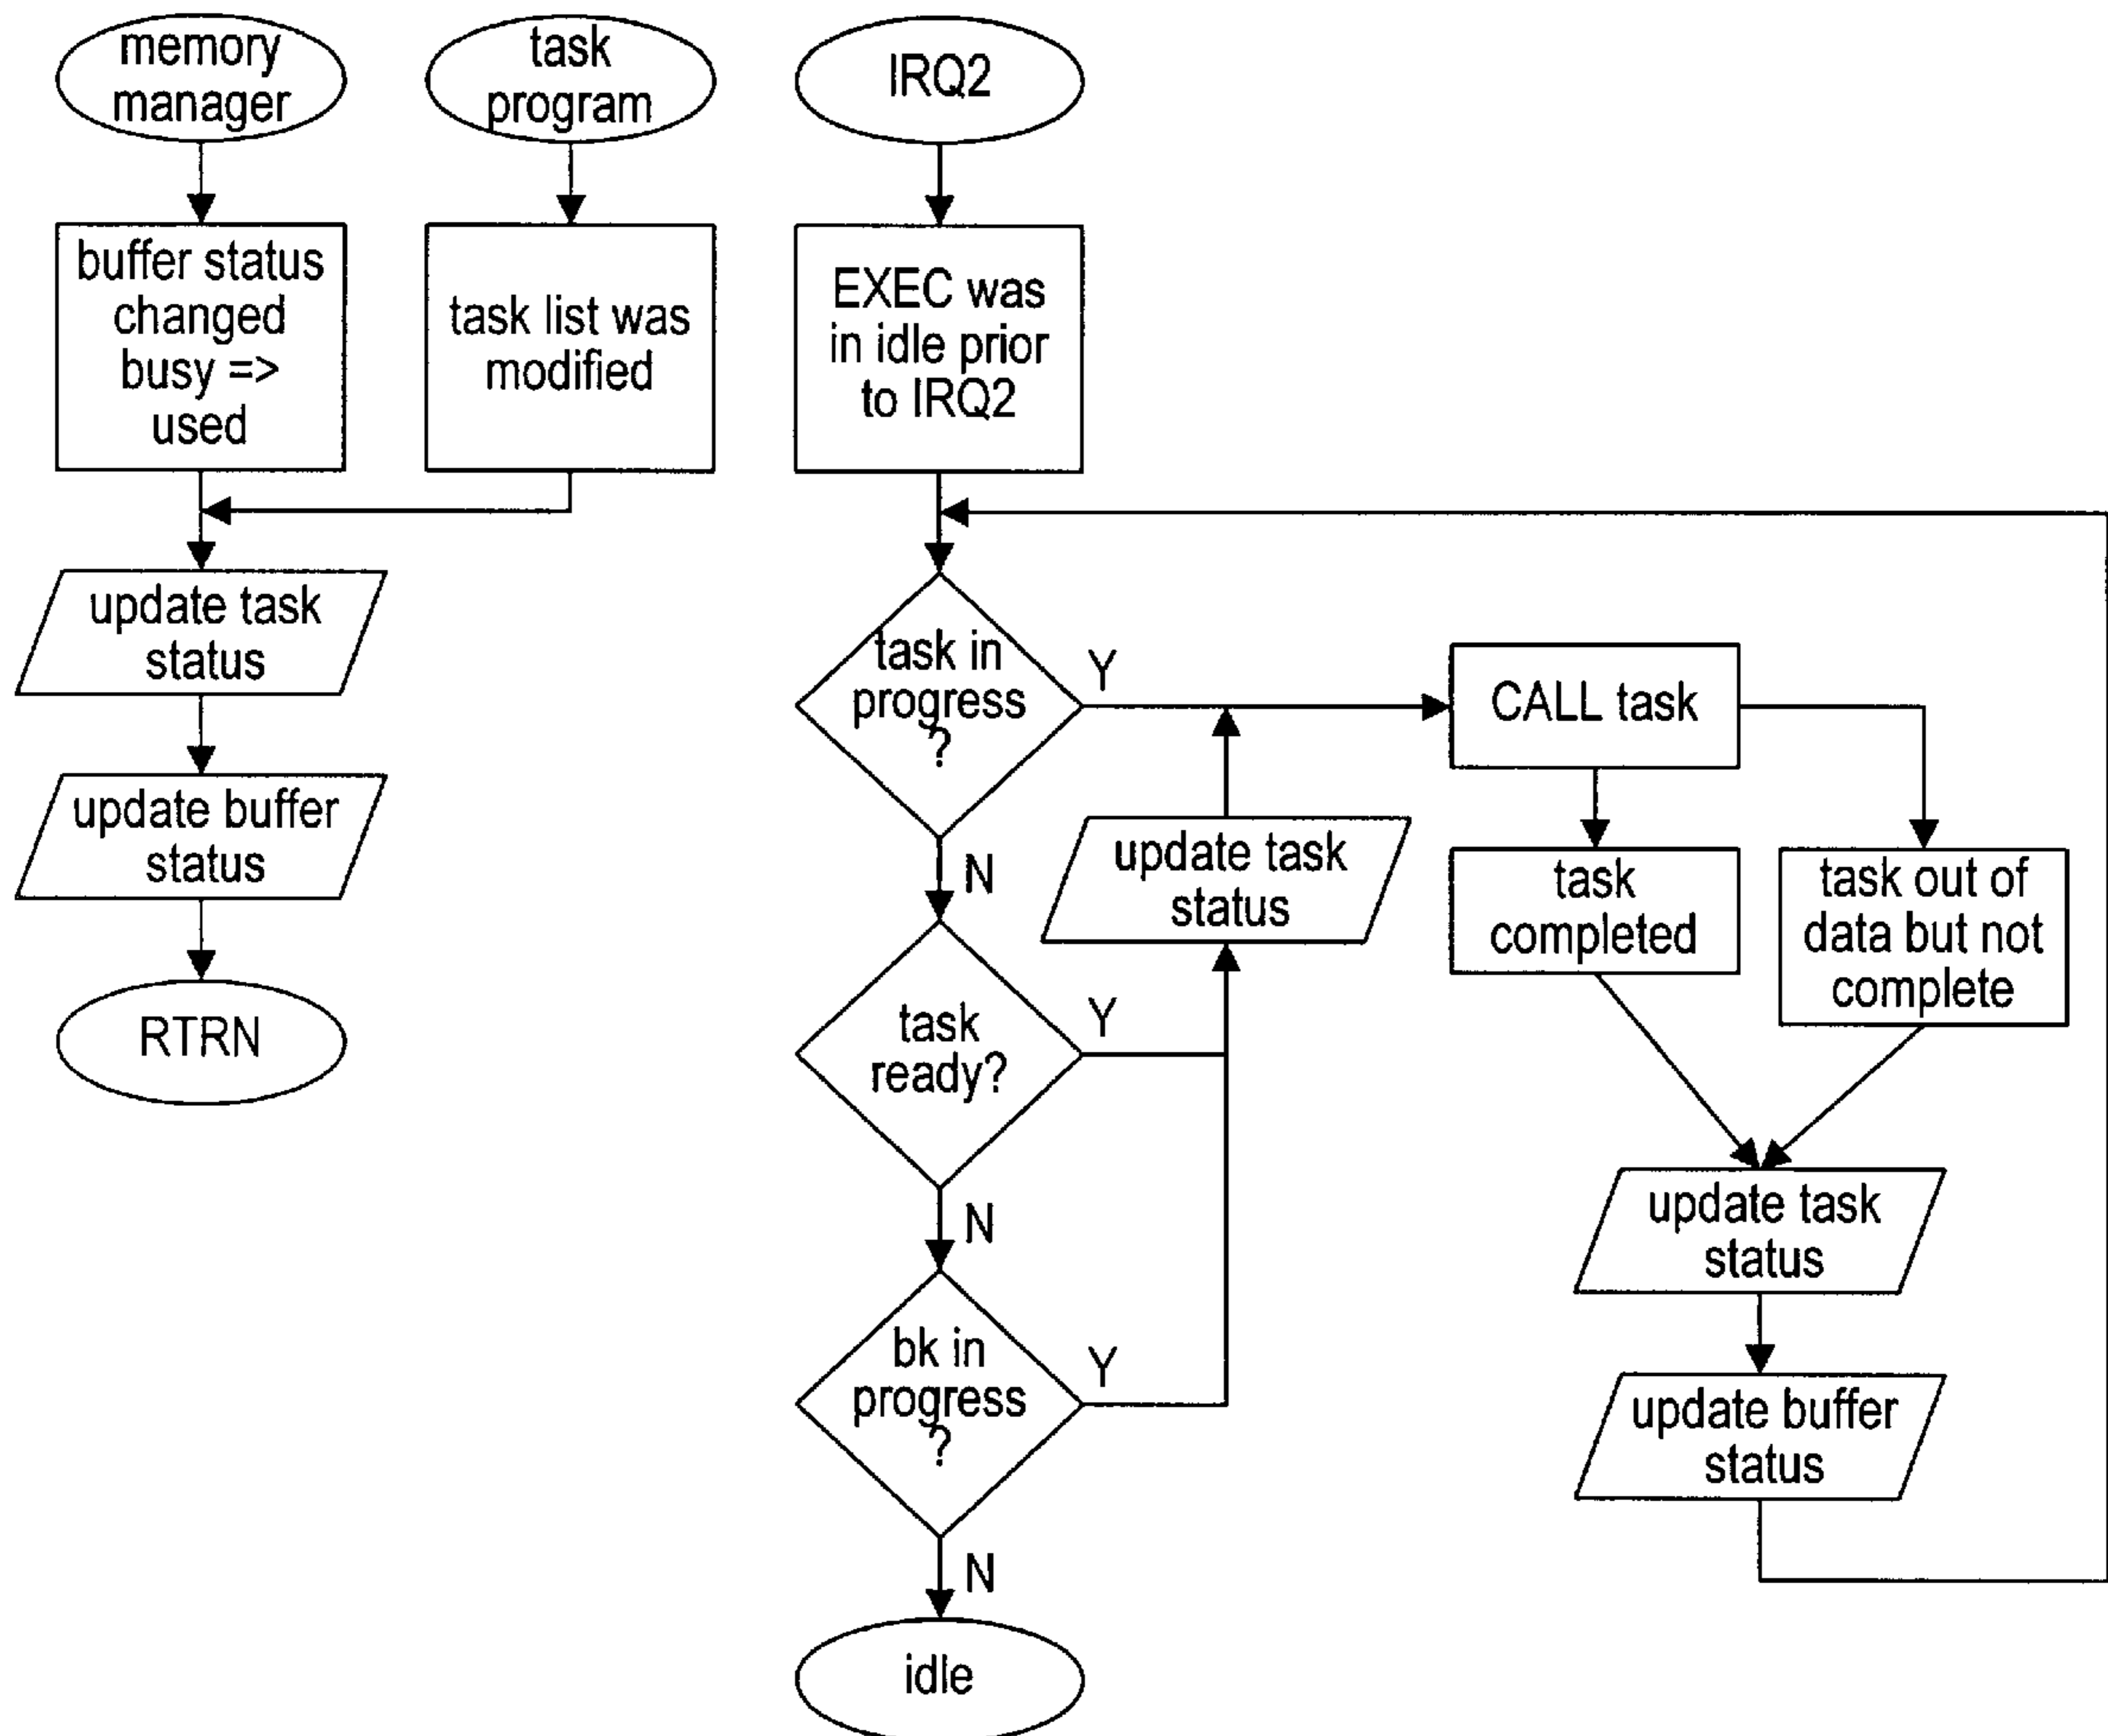 memory
manager
task
program
IRQ2
buffer status
changed
busy =>
used
task list was
modified
EXEC was
in idle prior
to IRQ2
update task
status
update buffer
status
RTRN
task in
progress
?
Y
N
CALL task
update task
status
task
completed
task out of
data but not
complete
task
ready?
Y
N
bk in
progress
?
Y
N
idle
update task
status
update buffer
status